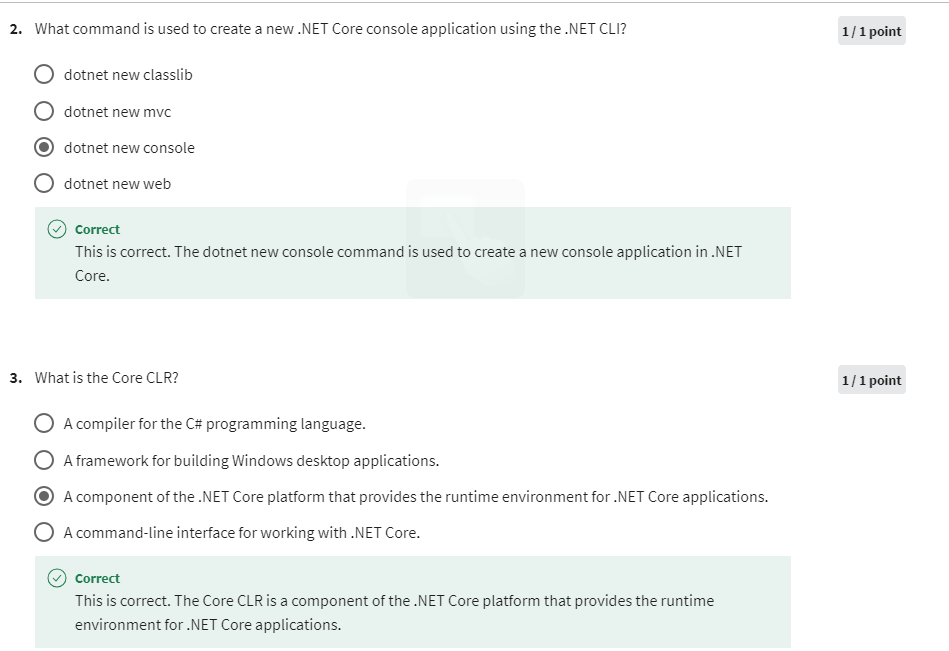 2. What command is used to create a new .NET Core console application using the .NET CLI?
1 / 1 point
dotnet new classlib
dotnet new mvc
dotnet new console
dotnet new web
Correct
This is correct. The dotnet new console command is used to create a new console application in .NET
Core.
3. What is the Core CLR?
1 / 1 point
A compiler for the C# programming language.
A framework for building Windows desktop applications.
A component of the .NET Core platform that provides the runtime environment for .NET Core applications.
A command-line interface for working with .NET Core.
Correct
This is correct. The Core CLR is a component of the .NET Core platform that provides the runtime
environment for .NET Core applications.